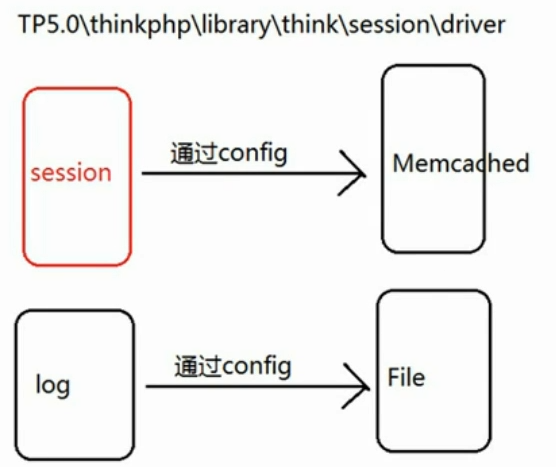 TP5.0\thinkphp\library\think\session\driver
session
通过config
Memcached
log
通过config
File